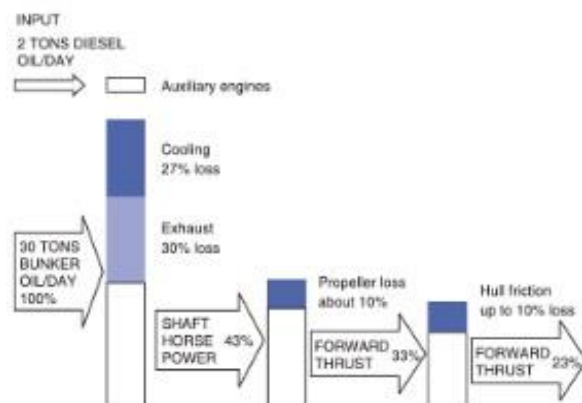 INPUT
2 TONS DIESEL
OIL/DAY
Auxiliary engines
Cooling
27% loss
Exhaust
30% loss
30 TONS
BUNKER
OIL/DAY
100%
SHAFT
HORSE 43%
POWER
Propeller loss
about 10%
FORWARD 33%
THRUST
Hull friction
up to 10% loss
FORWARD 23%
THRUST